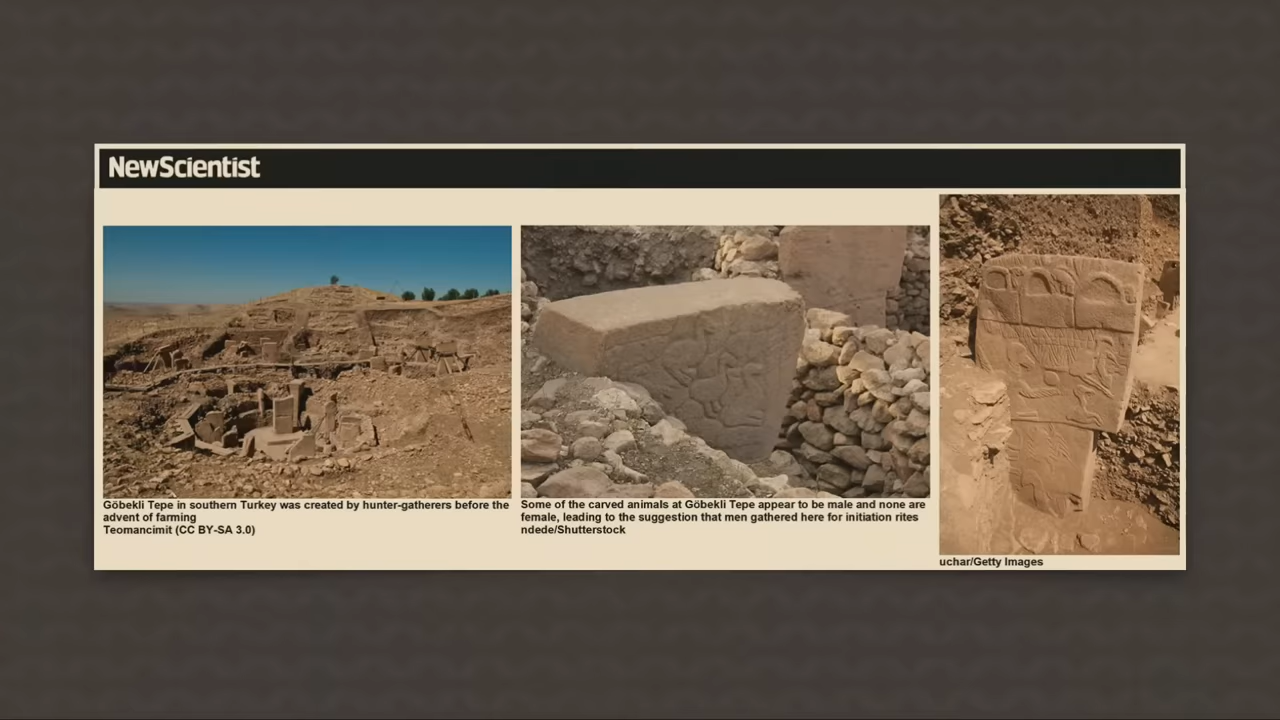 NewScientist
Göbekli Tepe in southern Turkey was created by hunter-gatherers before the
advent of farming
Teomancimit (CC BY-SA 3.0)
Some of the carved animals at Göbekli Tepe appear to be male and none are
female, leading to the suggestion that men gathered here for initiation rites
ndede/Shutterstock
uchar/Getty Images